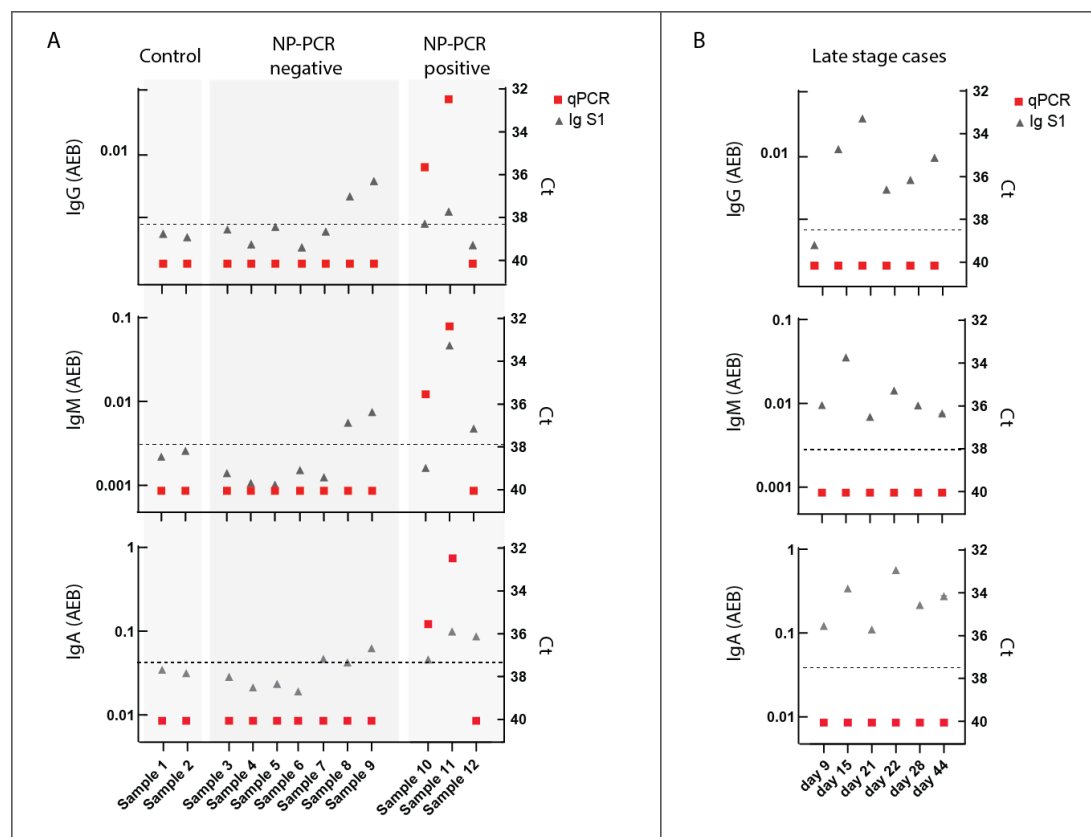 A
Control
NP-PCR
negative
NP-PCR
positive
qPCR
Ig S1
IgG (AEB)
0.01
32
34
36
38
40
Ct
IgM (AEB)
0.1
0.01
0.001
32
34
36
38
40
Ct
IgA (AEB)
1
0.1
0.01
32
34
36
38
40
Ct
Sample 1
Sample 2
Sample 3
Sample 4
Sample 5
Sample 6
Sample 7
Sample 8
Sample 9
Sample 10
Sample 11
Sample 12
B
Late stage cases
qPCR
Ig S1
IgG (AEB)
0.01
32
34
36
38
40
Ct
IgM (AEB)
0.1
0.01
0.001
32
34
36
38
40
Ct
IgA (AEB)
1
0.1
0.01
32
34
36
38
40
Ct
day 9
day 15
day 21
day 22
day 28
day 44